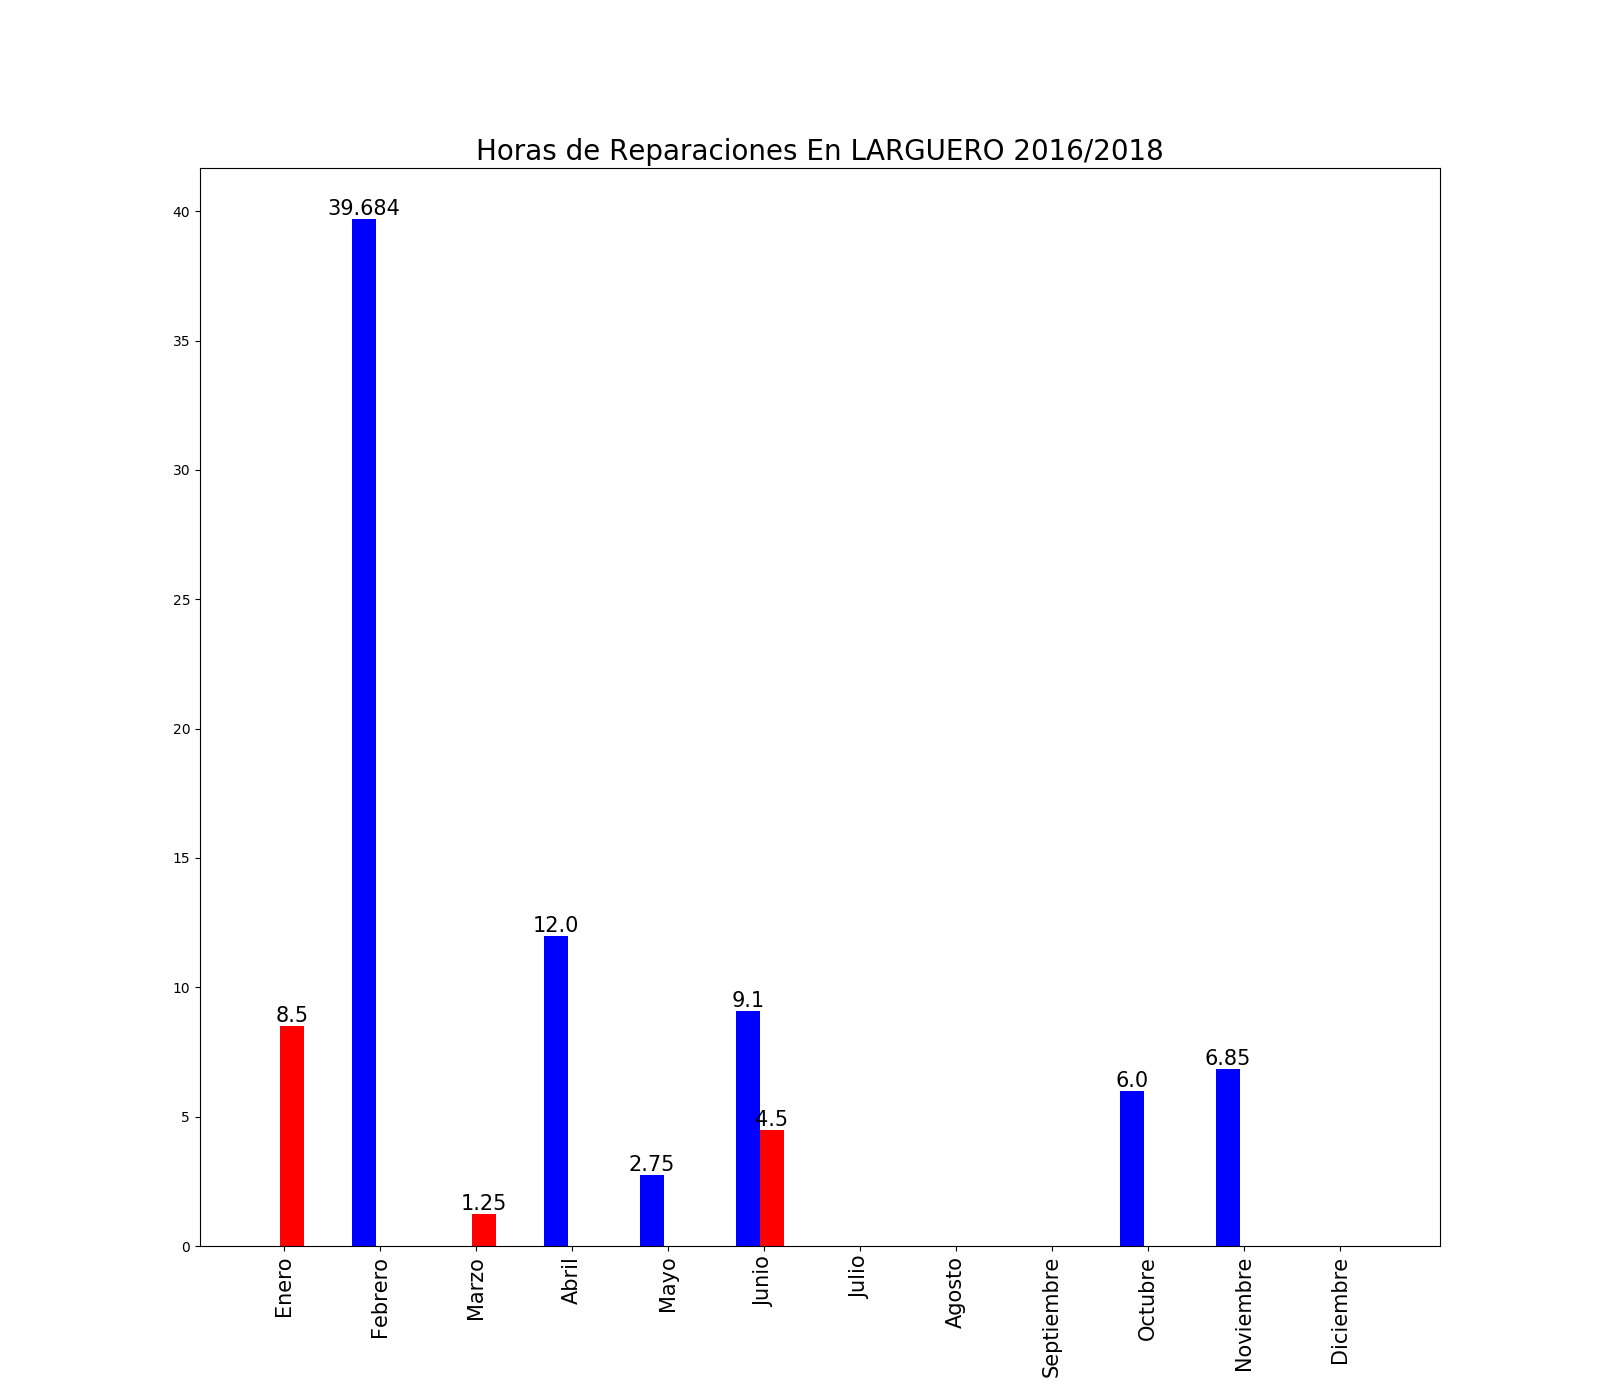 Horas de Reparaciones En LARGUERO 2016/2018
40
35
30
25
20
15
10
5
0
8.5
39.684
1.25
12.0
2.75
9.1
4.5
6.0
6.85
Enero
Febrero
Marzo
Abril
Mayo
Junio
Julio
Agosto
Septiembre
Octubre
Noviembre
Diciembre